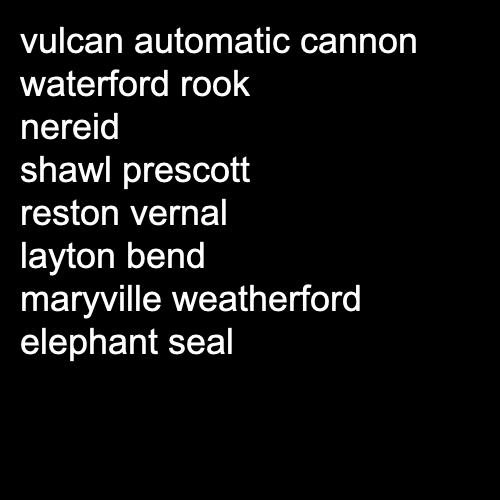 vulcan automatic cannon
waterford rook
nereid
shawl prescott
reston vernal
layton bend
maryville weatherford
elephant seal